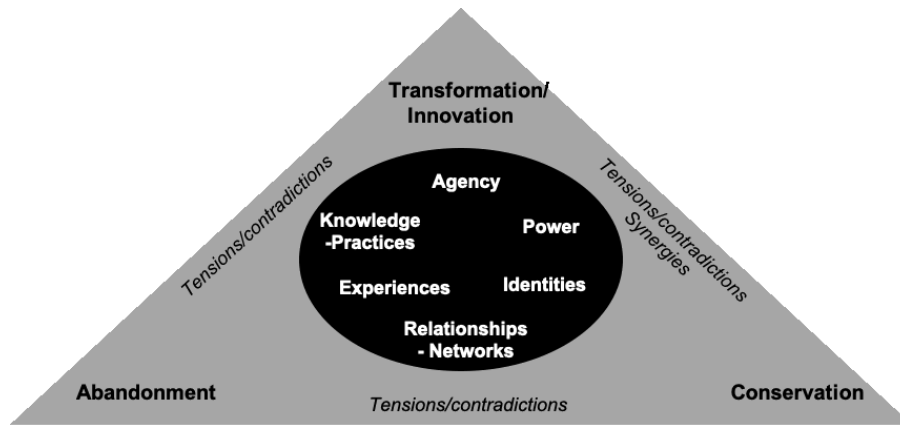 Transformation/
Innovation
Tensions/contradictions
Tensions/contradictions
Synergies
Agency
Knowledge
-Practices
Power
Experiences
Identities
Relationships
- Networks
Abandonment
Conservation
Tensions/contradictions